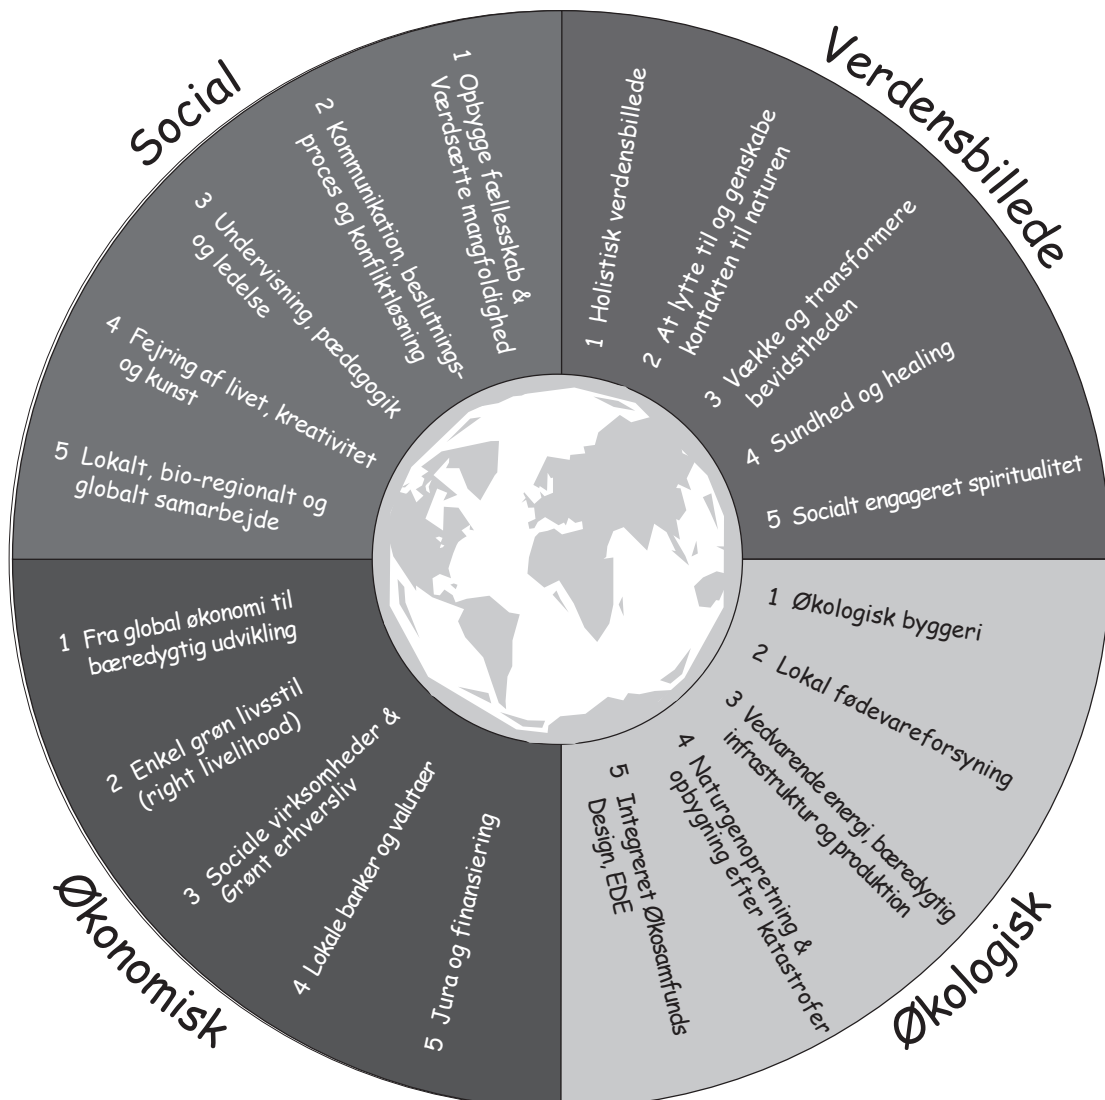 Social
1 Opbygge fællesskab &
Værdsætte mangfoldighed
2 Kommunikation, beslutnings-
proces og konfliktløsning
3 Undervisning, pædagogik
og ledelse
4 Fejring af livet, kreativitet
og kunst
5 Lokalt, bio-regionalt og
globalt samarbejde
Verdensbillede
1 Holistisk verdensbillede
2 At lytte til og genskabe
kontakten til naturen
3 Vække og transformere
bevidstheden
4 Sundhed og healing
5 Socialt engageret spiritualitet
Økonomisk
1 Fra global økonomi til
bæredygtig udvikling
2 Enkel grøn livsstil
(right livelihood)
3 Sociale virksomheder &
Grønt erhversliv
4 Lokale banker og valutaer
5 Jura og finansiering
Økologisk
1 Økologisk byggeri
2 Lokal fødevareforsyning
3 Vedvarende energi, bæredygtig
infrastruktur og produktion
4 Naturgenopretning &
opbygning efter katastrofer
5 Integreret Økosamfunds
Design, EDE